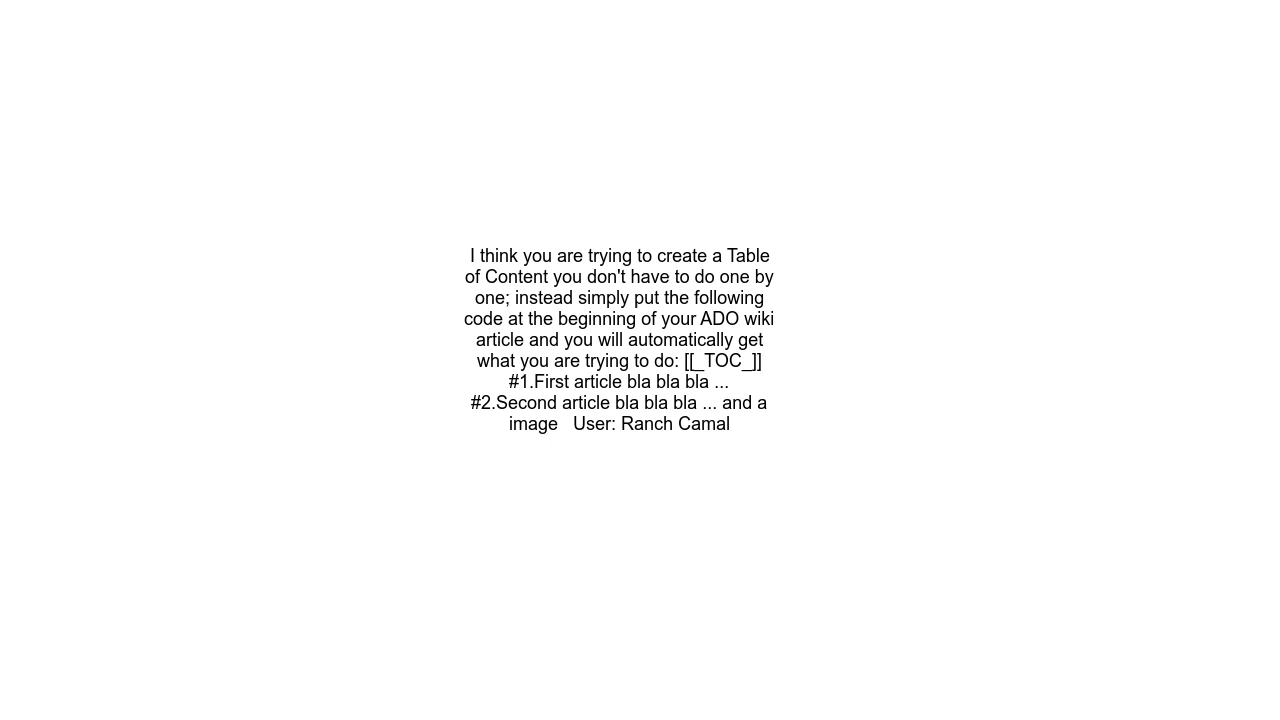 I think you are trying to create a Table
of Content you don't have to do one by
one; instead simply put the following
code at the beginning of your ADO wiki
article and you will automatically get
what you are trying to do: [[_TOC_]]
#1.First article bla bla bla ...
#2.Second article bla bla bla ... and a
image   User: Ranch Camal